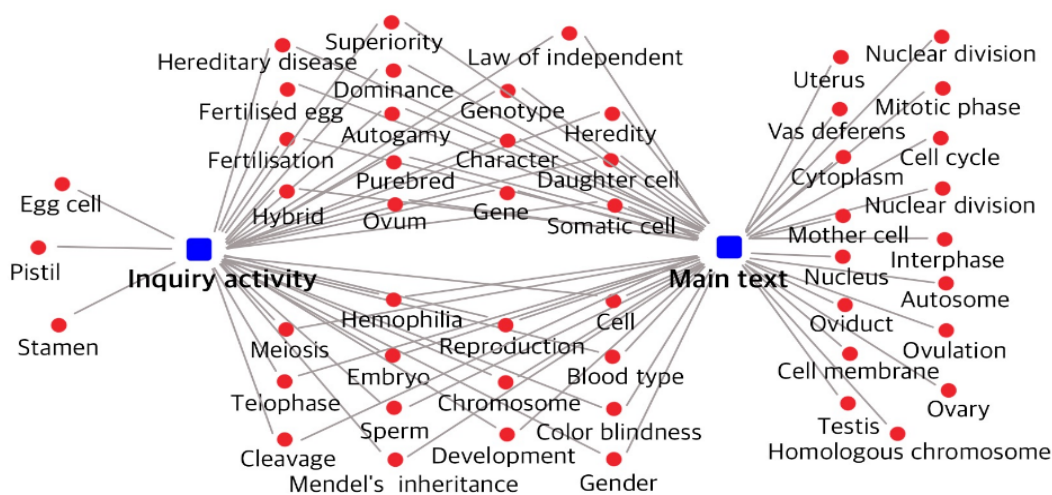 Superiority
Nuclear division
Hereditary disease
Law of independent
Uterus
Dominance
Mitotic phase
Fertilised egg
Genotype
Autogamy
Heredity
Vas deferens
Fertilisation
Character
Cell cycle
Purebred
Daughter cell
Cytoplasm
Egg cell
Hybrid
Ovum
Gene
Somatic cell
Nuclear division
Mother cell
Pistil
Inquiry activity
Main text
Interphase
Nucleus
Autosome
Stamen
Hemophilia
Cell
Oviduct
Meiosis
Reproduction
Ovulation
Embryo
Blood type
Cell membrane
Telophase
Chromosome
Ovary
Sperm
Color blindness
Testis
Cleavage
Development
Homologous chromosome
Mendel's inheritance
Gender